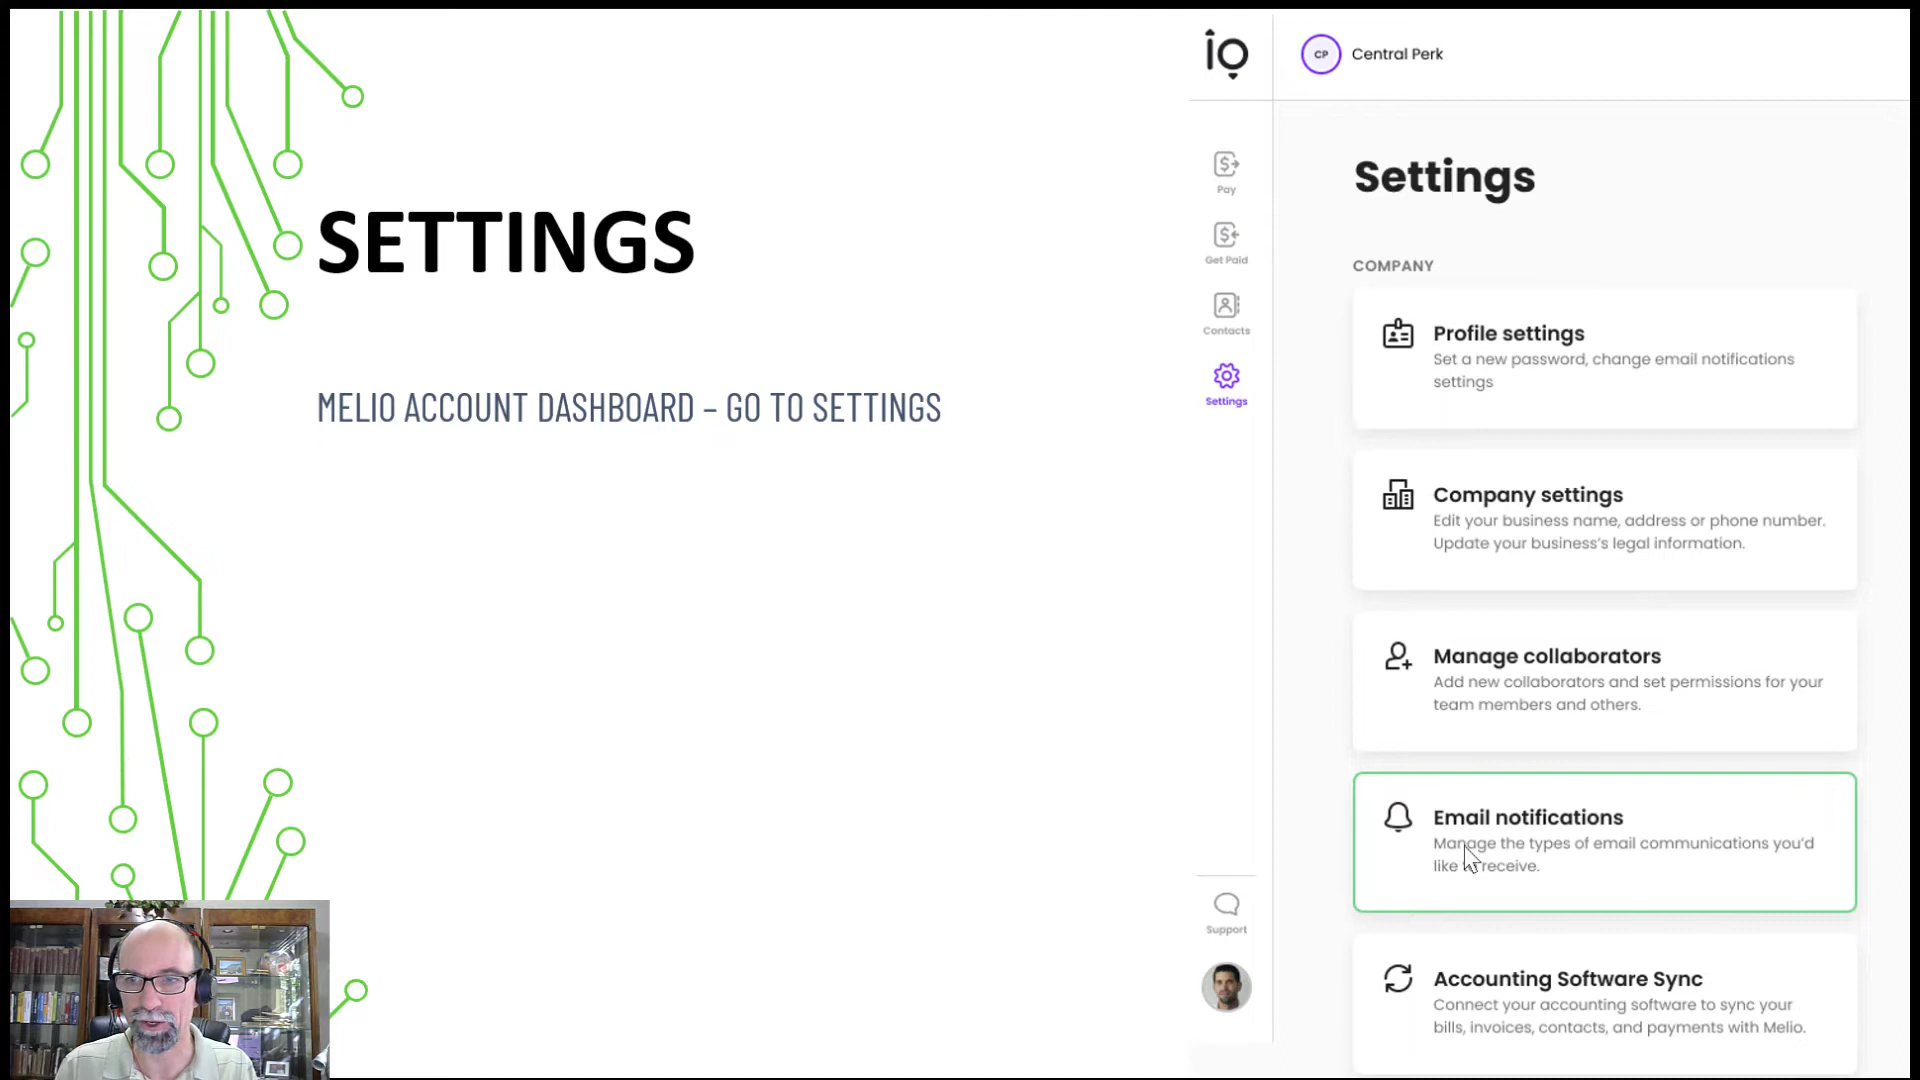 SETTINGS
MELIO ACCOUNT DASHBOARD – GO TO SETTINGS
io
CP
Central Perk
Pay
Get Paid
Contacts
Settings
Support
Settings
COMPANY
Profile settings
Set a new password, change email notifications
settings
Company settings
Edit your business name, address or phone number.
Update your business's legal information.
Manage collaborators
Add new collaborators and set permissions for your
team members and others.
Email notifications
Manage the types of email communications you'd
like receive.
Accounting Software Sync
Connect your accounting software to sync your
bills, invoices, contacts, and payments with Melio.